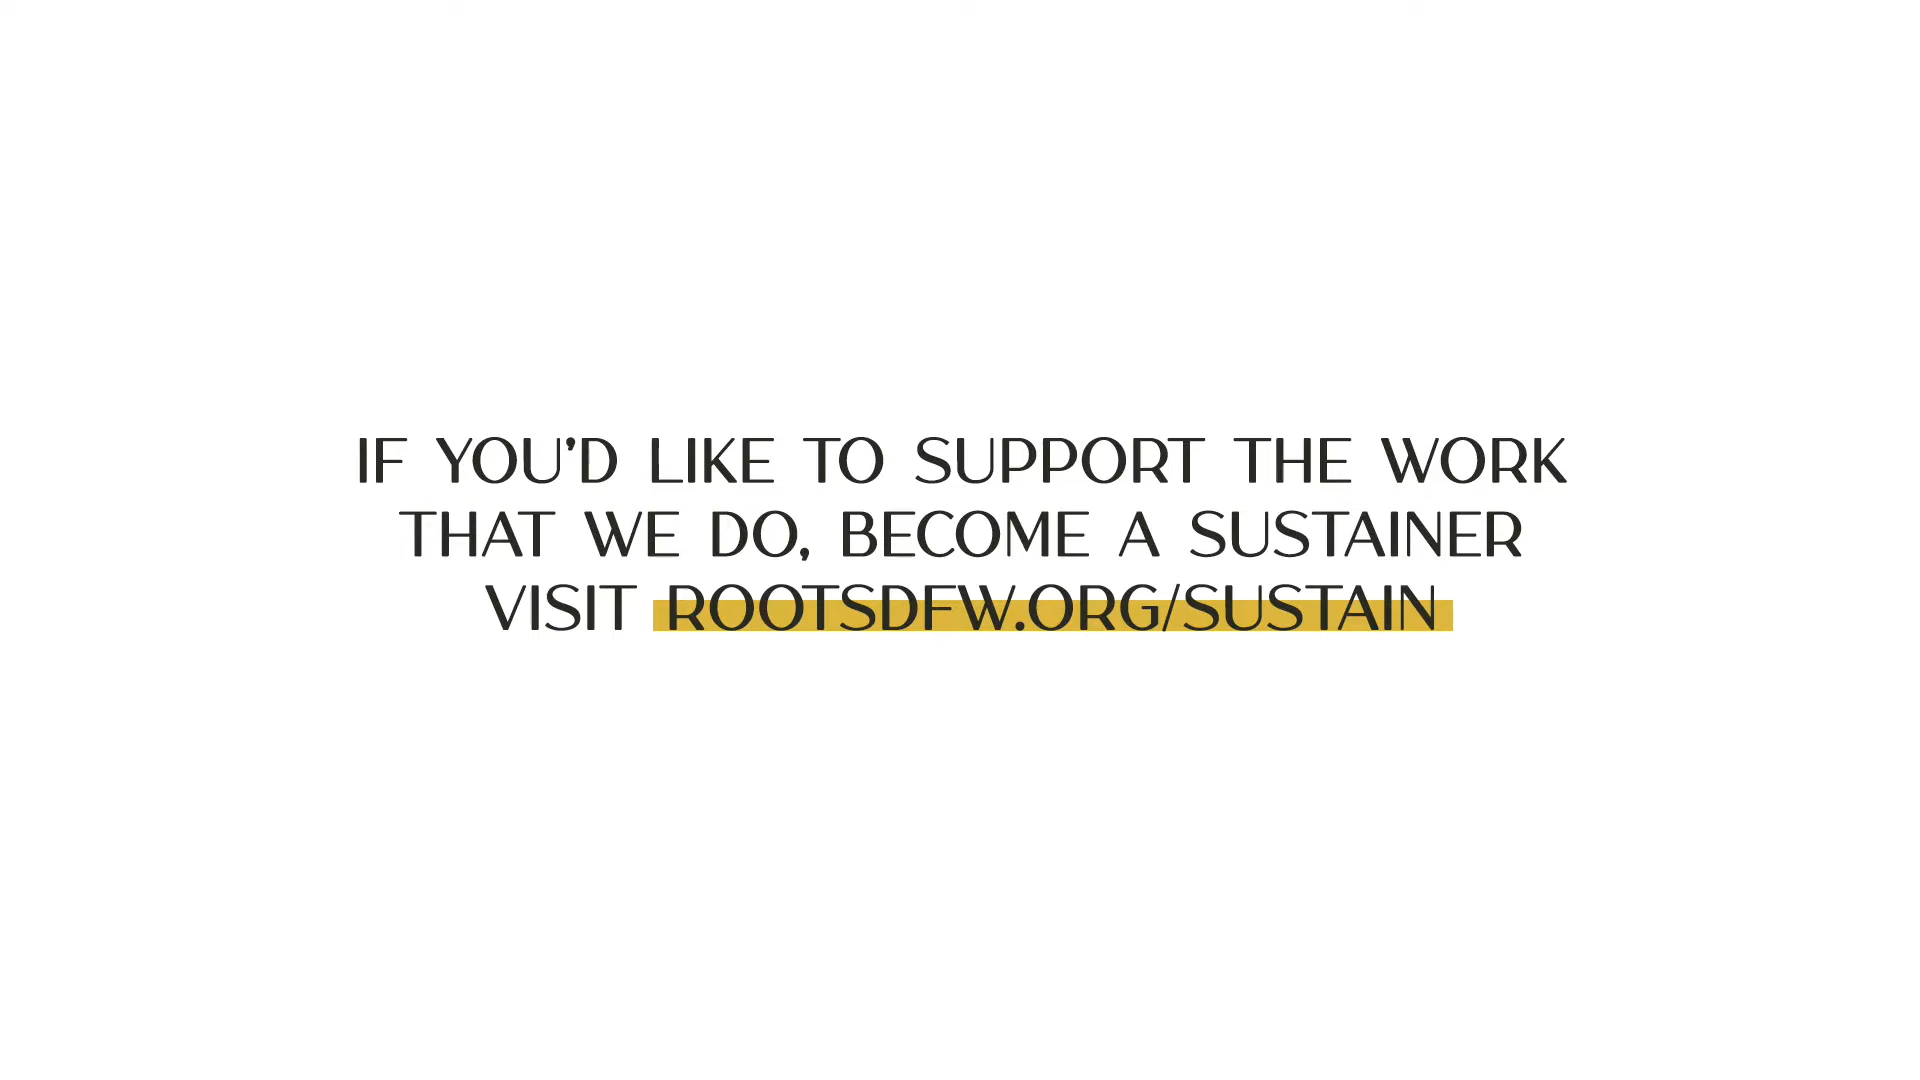 IF YOU’D LIKE TO SUPPORT THE WORK
THAT WE DO, BECOME A SUSTAINER
VISIT ROOTSDFW.ORG/SUSTAIN